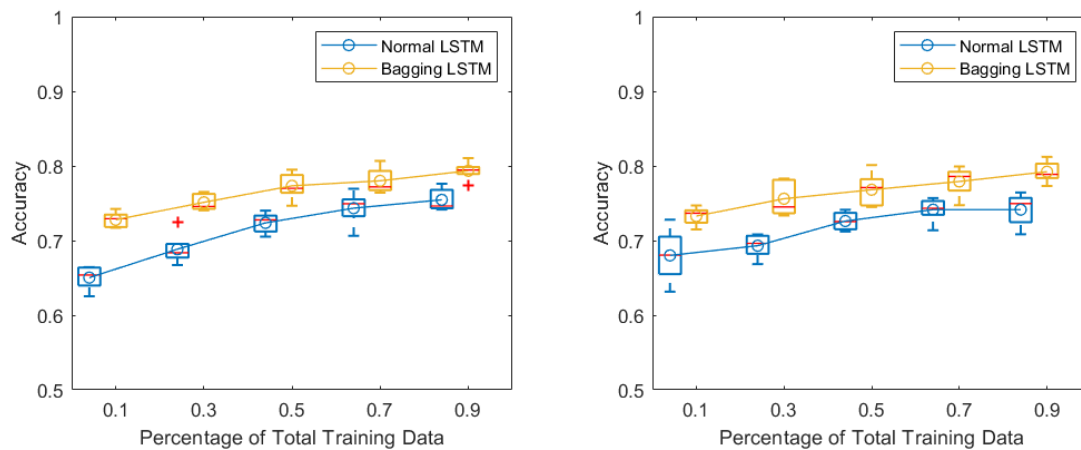 1
0.9
0.8
0.7
0.6
0.5
Accuracy
Normal LSTM
Bagging LSTM
0.1 0.3 0.5 0.7 0.9
Percentage of Total Training Data
1
0.9
0.8
0.7
0.6
0.5
Accuracy
Normal LSTM
Bagging LSTM
0.1 0.3 0.5 0.7 0.9
Percentage of Total Training Data